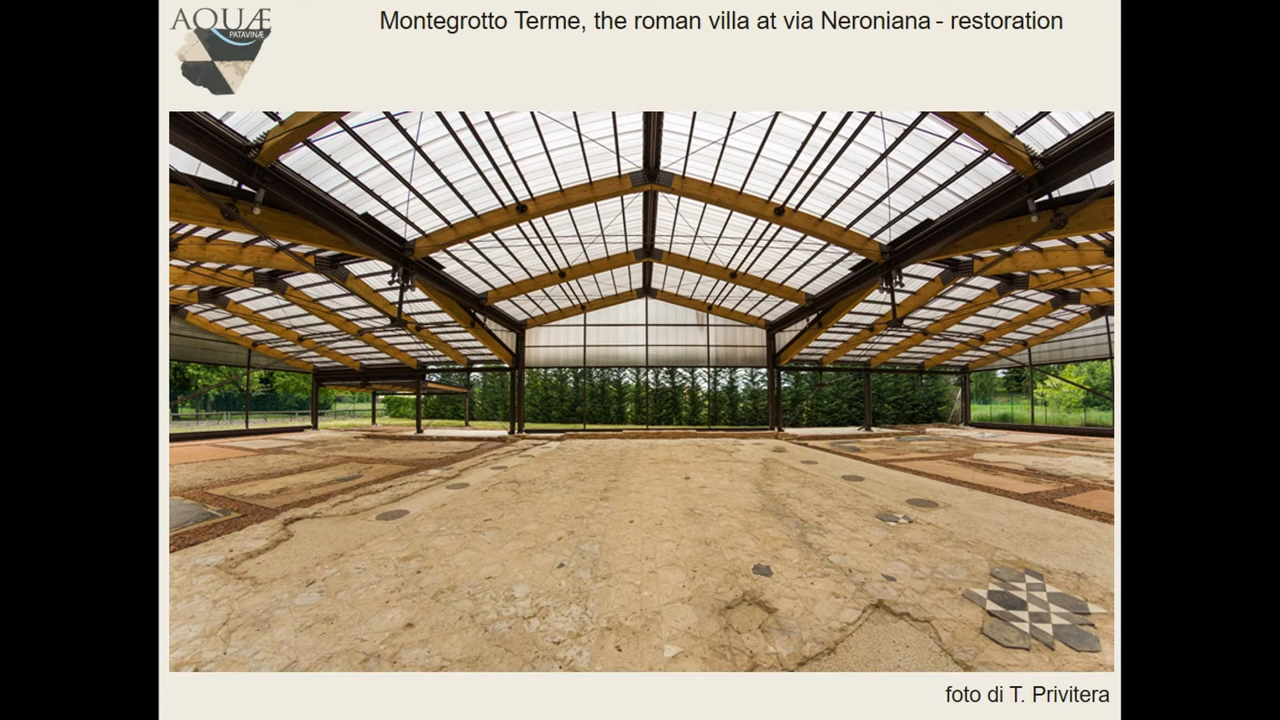 AQUÆ
PATAVINÆ
Montegrotto Terme, the roman villa at via Neroniana - restoration
foto di T. Privitera